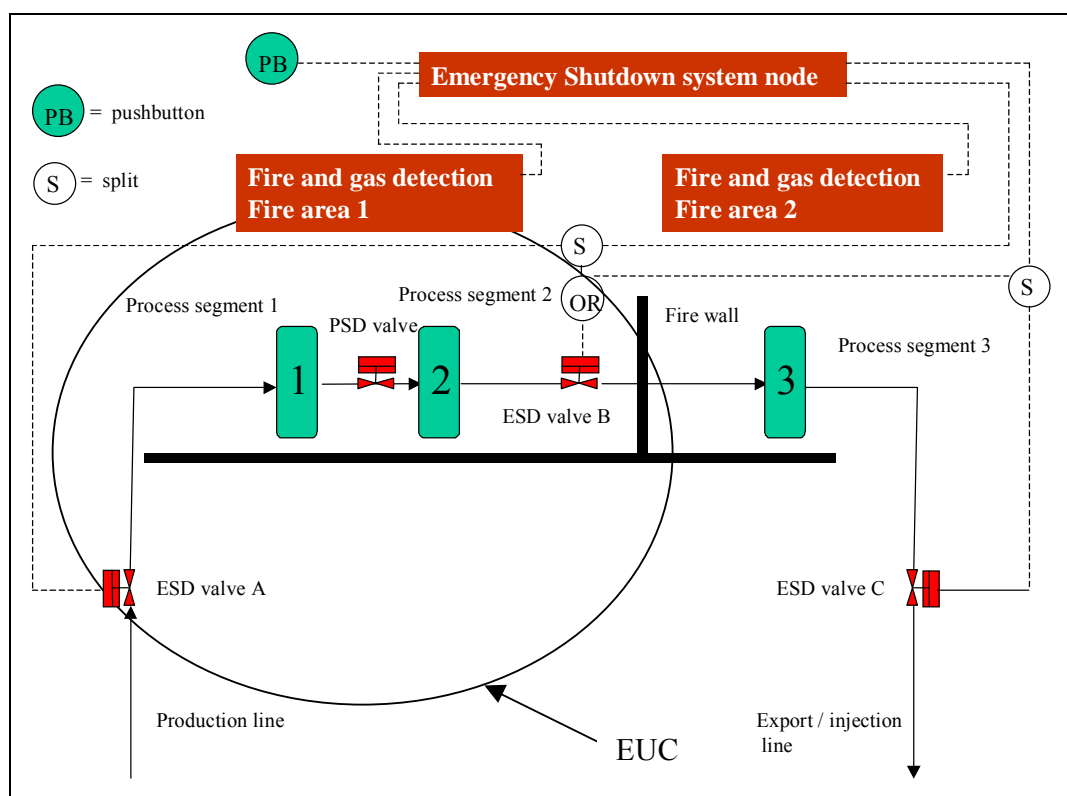 PB
Emergency Shutdown system node
PB = pushbutton
S = split
Fire and gas detection
Fire area 1
Fire and gas detection
Fire area 2
S
S
OR
Process segment 1
Process segment 2
PSD valve
Fire wall
Process segment 3
1
2
3
ESD valve B
ESD valve A
ESD valve C
Production line
Export / injection
line
EUC